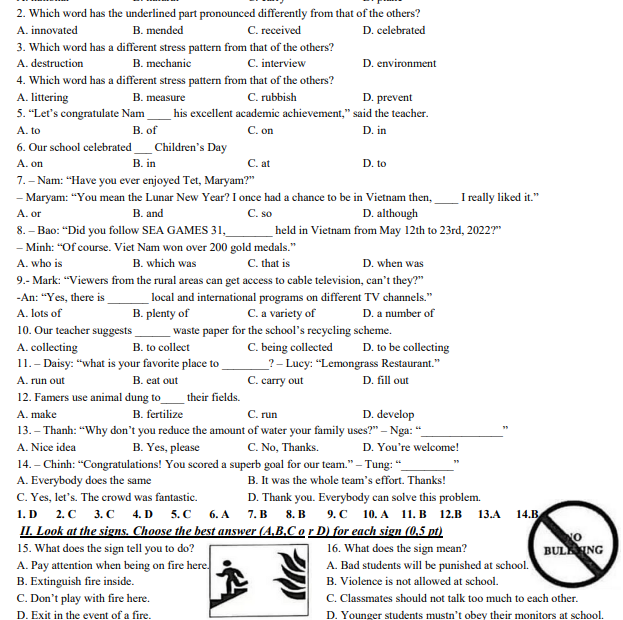 2. Which word has the underlined part pronounced differently from that of the others?
A. innovated B. mended C. received D. celebrated
3. Which word has a different stress pattern from that of the others?
A. destruction B. mechanic C. interview D. environment
4. Which word has a different stress pattern from that of the others?
A. littering B. measure C. rubbish D. prevent
5. “Let’s congratulate Nam ____ his excellent academic achievement,” said the teacher.
A. to B. of C. on D. in
6. Our school celebrated ___ Children’s Day
A. on B. in C. at D. to
7. – Nam: “Have you ever enjoyed Tet, Maryam?”
– Maryam: “You mean the Lunar New Year? I once had a chance to be in Vietnam then, ____ I really liked it.”
A. or B. and C. so D. although
8. – Bao: “Did you follow SEA GAMES 31,________ held in Vietnam from May 12th to 23rd, 2022?”
– Minh: “Of course. Viet Nam won over 200 gold medals.”
A. who is B. which was C. that is D. when was
9.- Mark: “Viewers from the rural areas can get access to cable television, can’t they?”
-An: “Yes, there is _______ local and international programs on different TV channels.”
A. lots of B. plenty of C. a variety of D. a number of
10. Our teacher suggests ______ waste paper for the school’s recycling scheme.
A. collecting B. to collect C. being collected D. to be collecting
11. – Daisy: “what is your favorite place to ________? – Lucy: “Lemongrass Restaurant.”
A. run out B. eat out C. carry out D. fill out
12. Famers use animal dung to____ their fields.
A. make B. fertilize C. run D. develop
13. – Thanh: “Why don’t you reduce the amount of water your family uses?” – Nga: “______________”
A. Nice idea B. Yes, please C. No, Thanks. D. You’re welcome!
14. – Chinh: “Congratulations! You scored a superb goal for our team.” – Tung: “_________”
A. Everybody does the same B. It was the whole team’s effort. Thanks!
C. Yes, let’s. The crowd was fantastic. D. Thank you. Everybody can solve this problem.
1. D 2. C 3. C 4. D 5. C 6. A 7. B 8. B 9. C 10. A 11. B 12.B 13.A 14.B
II. Look at the signs. Choose the best answer (A,B,C o r D) for each sign (0,5 pt)
NO
BULLYING
15. What does the sign tell you to do? 16. What does the sign mean?
A. Pay attention when being on fire here. A. Bad students will be punished at school.
B. Extinguish fire inside. B. Violence is not allowed at school.
C. Don’t play with fire here. C. Classmates should not talk too much to each other.
D. Exit in the event of a fire. D. Younger students mustn’t obey their monitors at school.